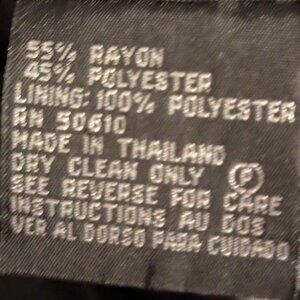 55% RAYON
45% POLYESTER
LINING: 100% POLYESTER
RN 50610
MADE IN THAILAND
DRY CLEAN ONLY Ⓟ
SEE REVERSE FOR CARE
INSTRUCTIONS AU DOS
VER AL DORSO PARA CUIDADO